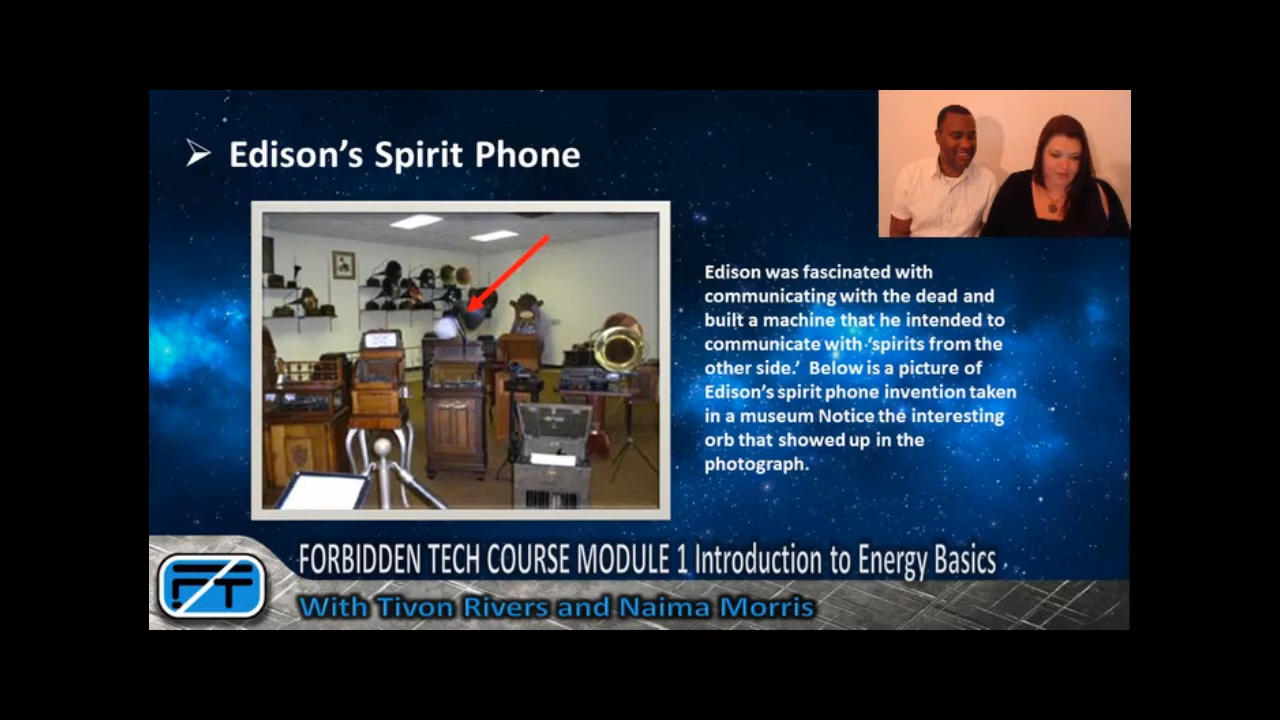 Edison's Spirit Phone
Edison was fascinated with
communicating with the dead and
built a machine that he intended to
communicate with 'spirits from the
other side.' Below is a picture of
Edison's spirit phone invention taken
in a museum Notice the interesting
orb that showed up in the
photograph.
FORBIDDEN TECH COURSE MODULE 1 Introduction to Energy Basics
FT
With Tivon Rivers and Naima Morris